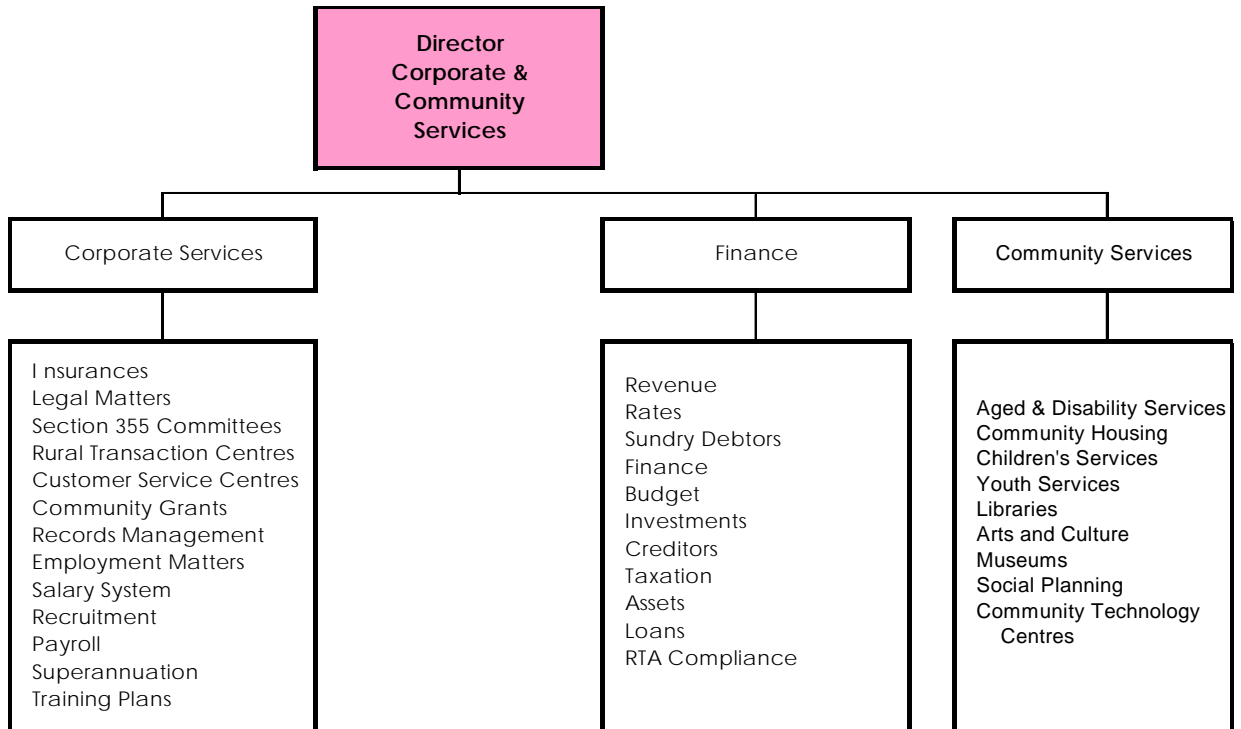 Director
Corporate &
Community
Services
Corporate Services
Finance
Community Services
Insurances
Legal Matters
Section 355 Committees
Rural Transaction Centres
Customer Service Centres
Community Grants
Records Management
Employment Matters
Salary System
Recruitment
Payroll
Superannuation
Training Plans
Revenue
Rates
Sundry Debtors
Finance
Budget
Investments
Creditors
Taxation
Assets
Loans
RTA Compliance
Aged & Disability Services
Community Housing
Children's Services
Youth Services
Libraries
Arts and Culture
Museums
Social Planning
Community Technology
Centres